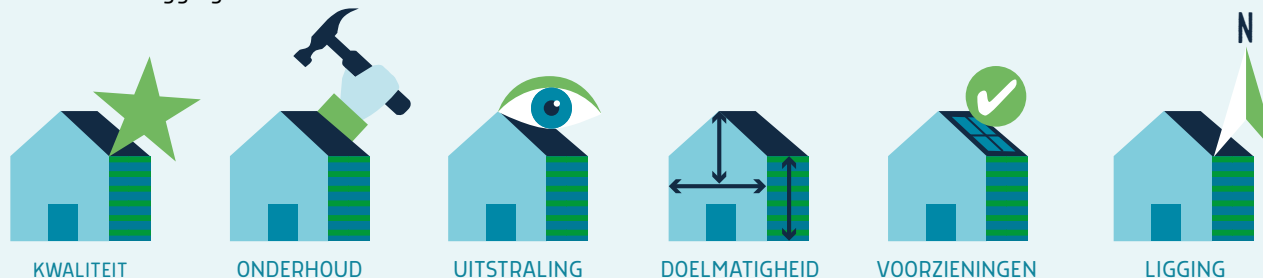 N
KWALITEIT ONDERHOUD UITSTRALING DOELMATIGHEID VOORZIENINGEN LIGGING